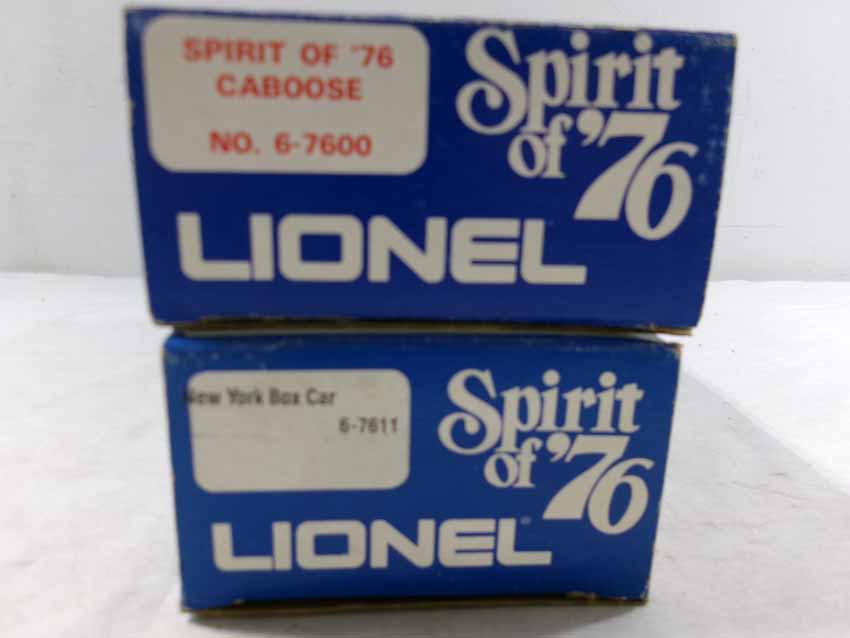 SPIRIT OF '76
CABOOSE
NO. 6-7600
Spirit
of '76
LIONEL
New York Box Car
6-7611
Spirit
of '76
LIONEL